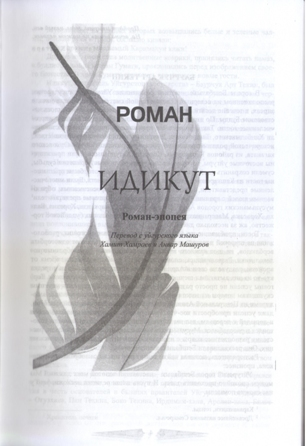 РОМАН
ИДИКУТ
Роман-эпопея
Перевод с уйгурского языка
Хамит Хамраев и Анвар Машуров